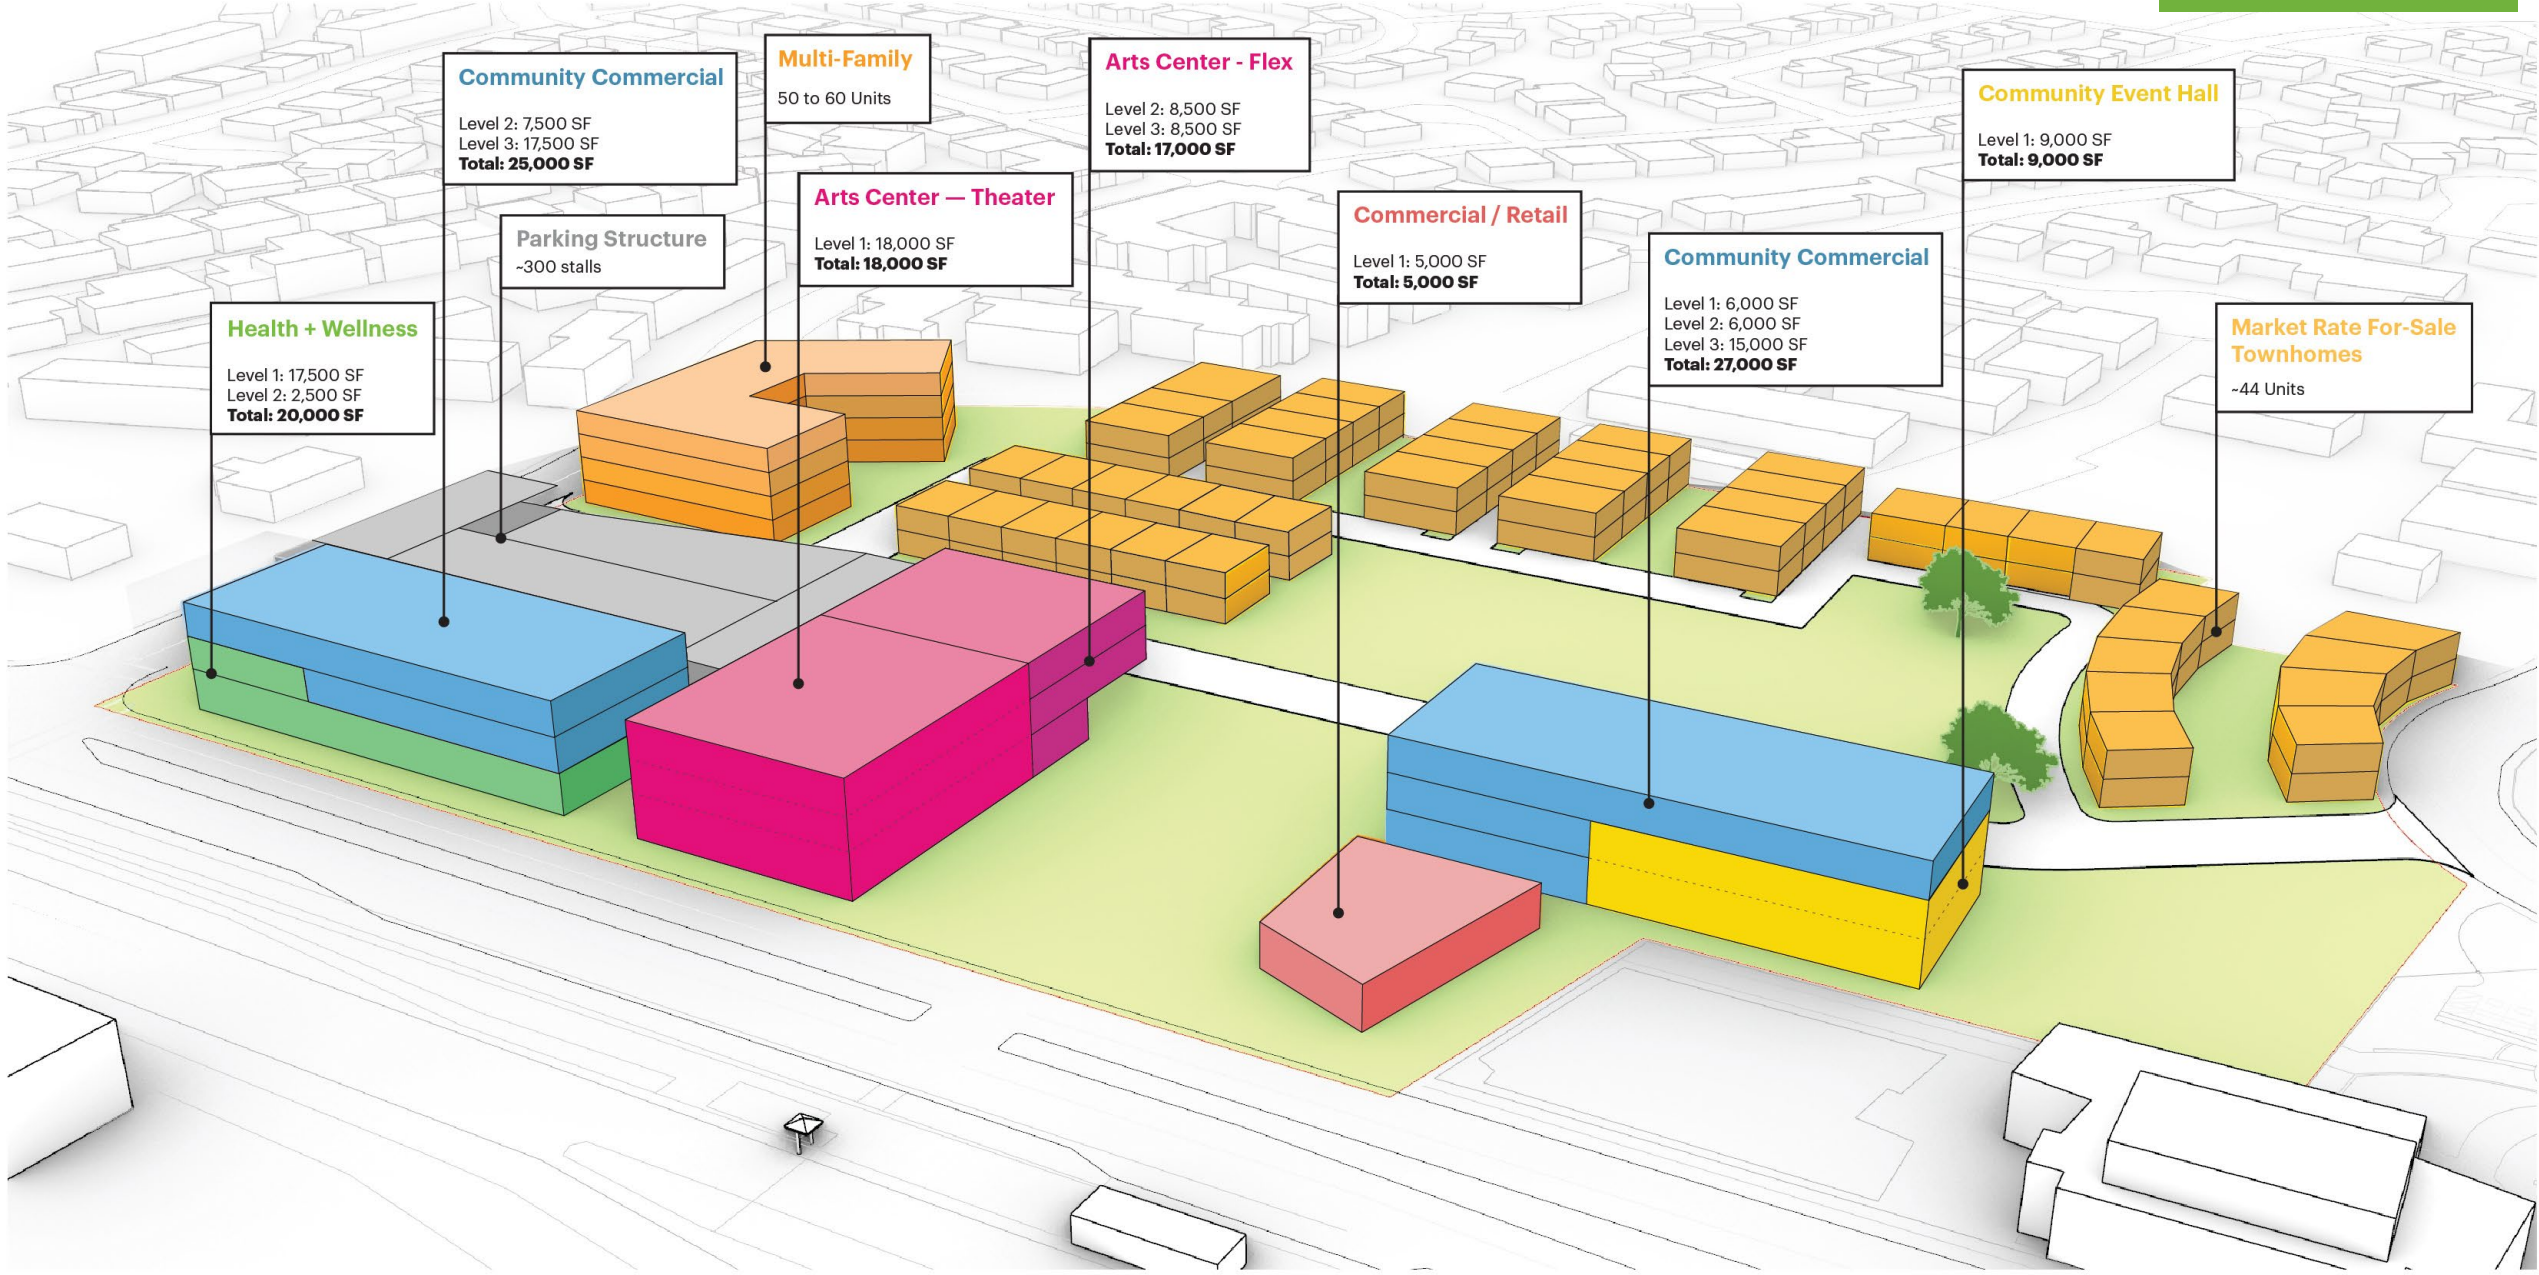 Community Commercial
Level 2: 7,500 SF
Level 3: 17,500 SF
Total: 25,000 SF
Multi-Family
50 to 60 Units
Arts Center - Flex
Level 2: 8,500 SF
Level 3: 8,500 SF
Total: 17,000 SF
Community Event Hall
Level 1: 9,000 SF
Total: 9,000 SF
Arts Center — Theater
Level 1: 18,000 SF
Total: 18,000 SF
Parking Structure
~300 stalls
Commercial / Retail
Level 1: 5,000 SF
Total: 5,000 SF
Community Commercial
Level 1: 6,000 SF
Level 2: 6,000 SF
Level 3: 15,000 SF
Total: 27,000 SF
Health + Wellness
Level 1: 17,500 SF
Level 2: 2,500 SF
Total: 20,000 SF
Market Rate For-Sale
Townhomes
~44 Units